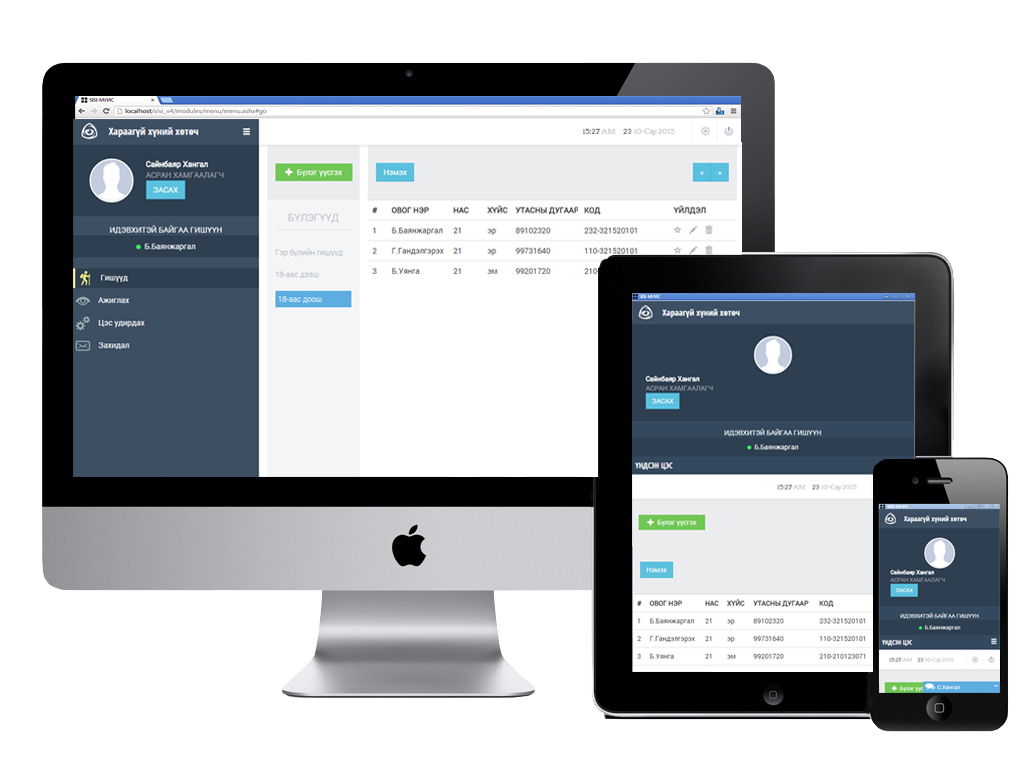 SISI-МУИС
localhost/sisi_v4/modules/menu/menu.ashx#go
Хараагүй хүний хөтөч
15:27 AM 23 10-Сар 2015
Сайнбаяр Хангал
АСРАН ХАМГААЛАГЧ
ЗАСАХ
ИДЭВХИТЭЙ БАЙГАА ГИШҮҮН
Б.Баянжаргал
Гишүүд
Ажиглах
Цэс удирдах
Захидал
Бүлэг үүсгэх
БҮЛЭГҮҮД
Гэр бүлийн гишүүд
18-аас дээш
18-аас доош
Нэмэх
# ОВОГ НЭР НАС ХҮЙС УТАСНЫ ДУГААР КОД ҮЙЛДЭЛ
1 Б.Баянжаргал 21 эр 89102320 232-321520101
2 Г.Гандэлгэрэх 21 эр 99731640 110-321520101
3 Б.Уянга 21 эм 99201720 210
SISI-МУИС
Хараагүй хүний хөтөч
Сайнбаяр Хангал
АСРАН ХАМГААЛАГЧ
ЗАСАХ
ИДЭВХИТЭЙ БАЙГАА ГИШҮҮН
Б.Баянжаргал
ҮНДСЭН ЦЭС
15:27 AM 23 10-Сар 2015
Бүлэг үүсгэх
Нэмэх
# ОВОГ НЭР НАС ХҮЙС УТАСНЫ ДУГААР КОД
1 Б.Баянжаргал 21 эр 89102320 232-321520101
2 Г.Гандэлгэрэх 21 эр 99731640 110-321520101
3 Б.Уянга 21 эм 99201720 210-210123071
Хараагүй хүний хөтөч
Сайнбаяр Хангал
АСРАН ХАМГААЛАГЧ
ЗАСАХ
ИДЭВХИТЭЙ БАЙГАА ГИШҮҮН
Б.Баянжаргал
ҮНДСЭН ЦЭС
15:27 AM 23 10-Сар 2015
Бүлэг үүс С.Хангал